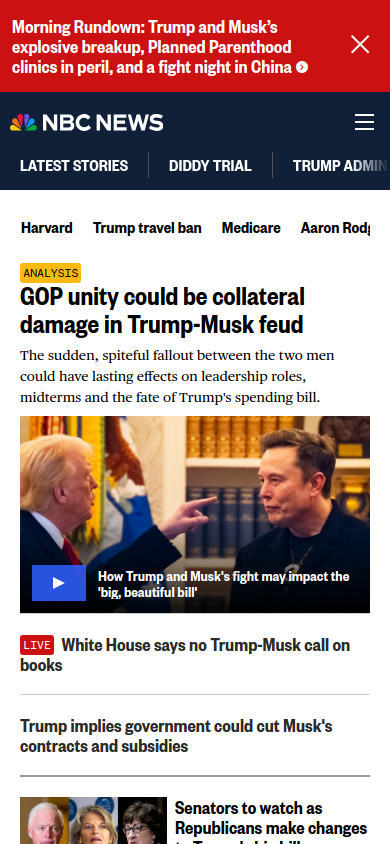 Morning Rundown: Trump and Musk’s
explosive breakup, Planned Parenthood
clinics in peril, and a fight night in China
NBC NEWS
LATEST STORIES DIDDY TRIAL TRUMP ADMIN
Harvard Trump travel ban Medicare Aaron
ANALYSIS
GOP unity could be collateral
damage in Trump-Musk feud
The sudden, spiteful fallout between the two men
could have lasting effects on leadership roles,
midterms and the fate of Trump's spending bill.
How Trump and Musk's fight may impact the
'big, beautiful bill'
LIVE White House says no Trump-Musk call on
books
Trump implies government could cut Musk's
contracts and subsidies
Senators to watch as
Republicans make changes